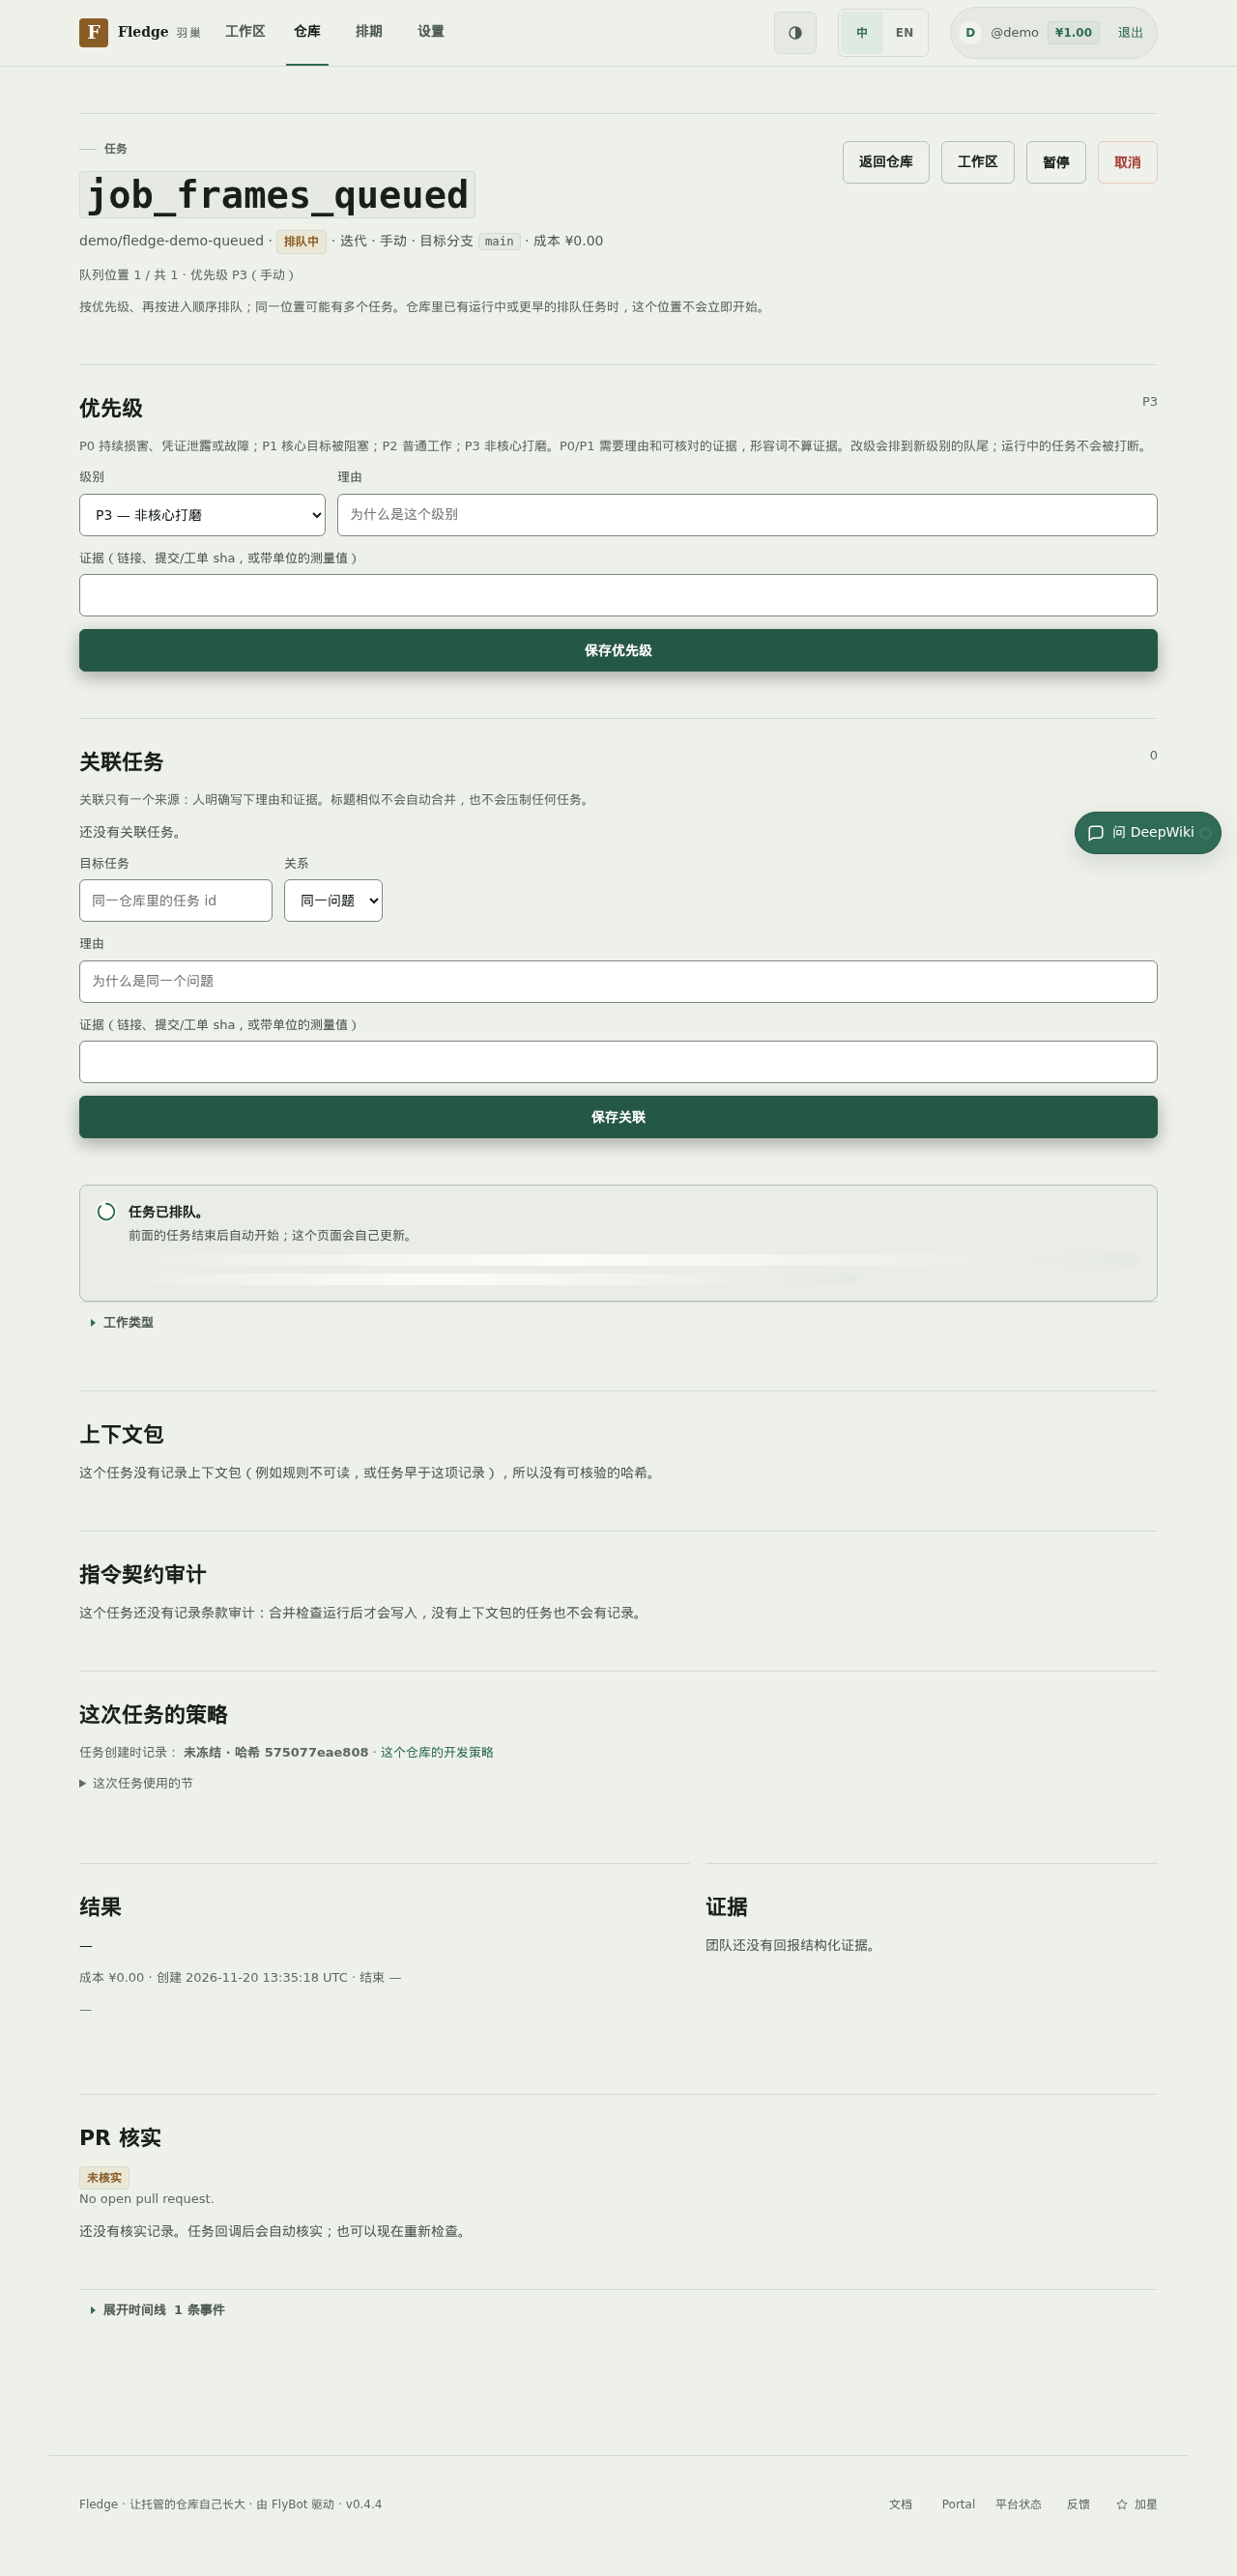 F Fledge 羽巢 工作区 仓库 排期 设置 中 EN D @demo ¥1.00 退出
任务
返回仓库 工作区 暂停 取消
job_frames_queued
demo/fledge-demo-queued · 排队中 · 迭代 · 手动 · 目标分支 main · 成本 ¥0.00
队列位置 1 / 共 1 · 优先级 P3（手动）
按优先级、再按进入顺序排队；同一位置可能有多个任务。仓库里已有运行中或更早的排队任务时，这个位置不会立即开始。
优先级 P3
P0 持续损害、凭证泄露或故障；P1 核心目标被阻塞；P2 普通工作；P3 非核心打磨。P0/P1 需要理由和可核对的证据，形容词不算证据。改级会排到新级别的队尾；运行中的任务不会被打断。
级别 理由
P3 — 非核心打磨 为什么是这个级别
证据（链接、提交/工单 sha，或带单位的测量值）
保存优先级
关联任务 0
关联只有一个来源：人明确写下理由和证据。标题相似不会自动合并，也不会压制任何任务。
还没有关联任务。
问 DeepWiki
目标任务 关系
同一仓库里的任务 id 同一问题
理由
为什么是同一个问题
证据（链接、提交/工单 sha，或带单位的测量值）
保存关联
任务已排队。
前面的任务结束后自动开始；这个页面会自己更新。
工作类型
上下文包
这个任务没有记录上下文包（例如规则不可读，或任务早于这项记录），所以没有可核验的哈希。
指令契约审计
这个任务还没有记录条款审计：合并检查运行后才会写入，没有上下文包的任务也不会有记录。
这次任务的策略
任务创建时记录： 未冻结 · 哈希 575077eae808 · 这个仓库的开发策略
这次任务使用的节
结果
—
成本 ¥0.00 · 创建 2026-11-20 13:35:18 UTC · 结束 —
—
证据
团队还没有回报结构化证据。
PR 核实
未核实
No open pull request.
还没有核实记录。任务回调后会自动核实；也可以现在重新检查。
展开时间线 1 条事件
Fledge · 让托管的仓库自己长大 · 由 FlyBot 驱动 · v0.4.4 文档 Portal 平台状态 反馈 加星